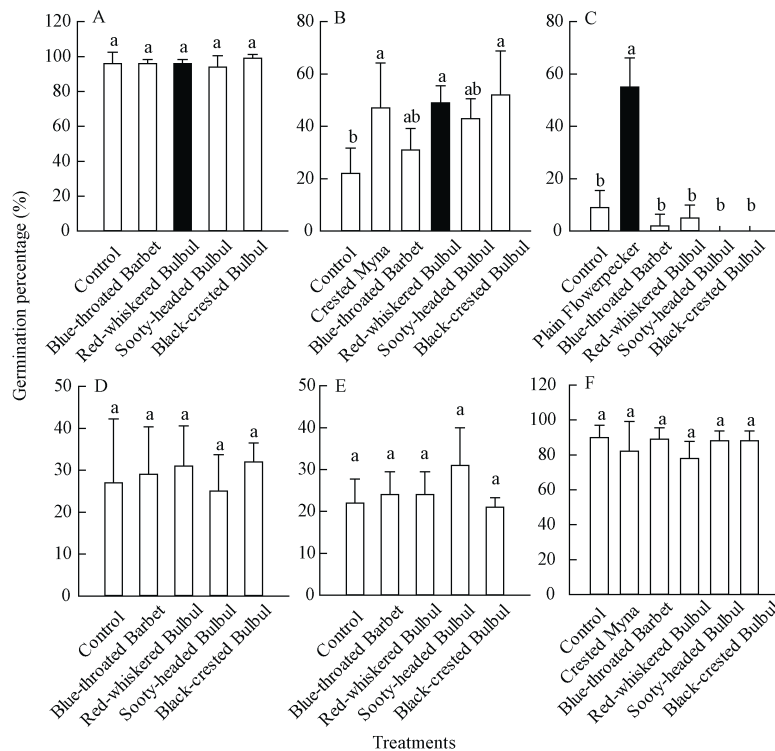 Germination percentage (%)
A
120
100
80
60
40
20
0
a
a
a
a
a
Control
Blue-throated Barbet
Red-whiskered Bulbul
Sooty-headed Bulbul
Black-crested Bulbul
B
80
60
40
20
0
b
a
ab
a
ab
a
Control
Crested Myna
Blue-throated Barbet
Red-whiskered Bulbul
Sooty-headed Bulbul
Black-crested Bulbul
C
80
60
40
20
0
b
a
b
b
b
b
Control
Plain Flowerpecker
Blue-throated Barbet
Red-whiskered Bulbul
Sooty-headed Bulbul
Black-crested Bulbul
D
50
40
30
20
10
0
a
a
a
a
a
Control
Blue-throated Barbet
Red-whiskered Bulbul
Sooty-headed Bulbul
Black-crested Bulbul
E
50
40
30
20
10
0
a
a
a
a
a
Control
Blue-throated Barbet
Red-whiskered Bulbul
Sooty-headed Bulbul
Black-crested Bulbul
F
120
100
80
60
40
20
0
a
a
a
a
a
a
Control
Crested Myna
Blue-throated Barbet
Red-whiskered Bulbul
Sooty-headed Bulbul
Black-crested Bulbul
Treatments